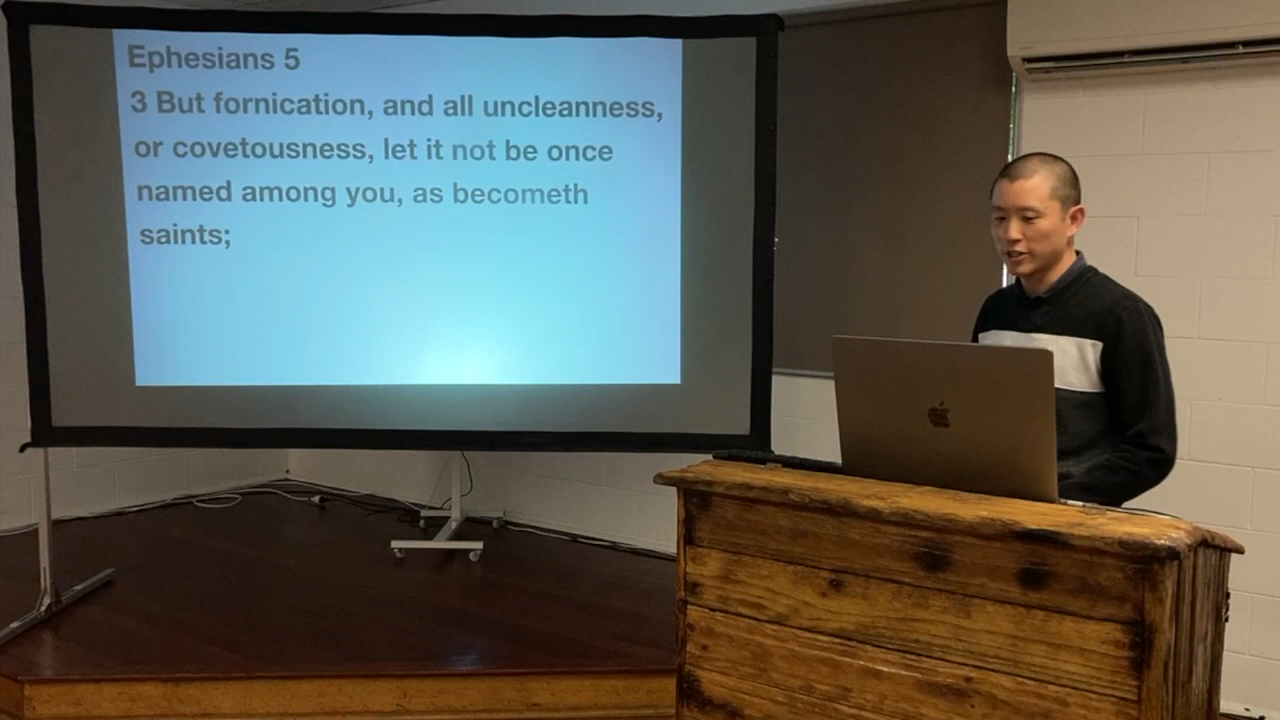 Ephesians 5
3 But fornication, and all uncleanness,
or covetousness, let it not be once
named among you, as becometh
saints;